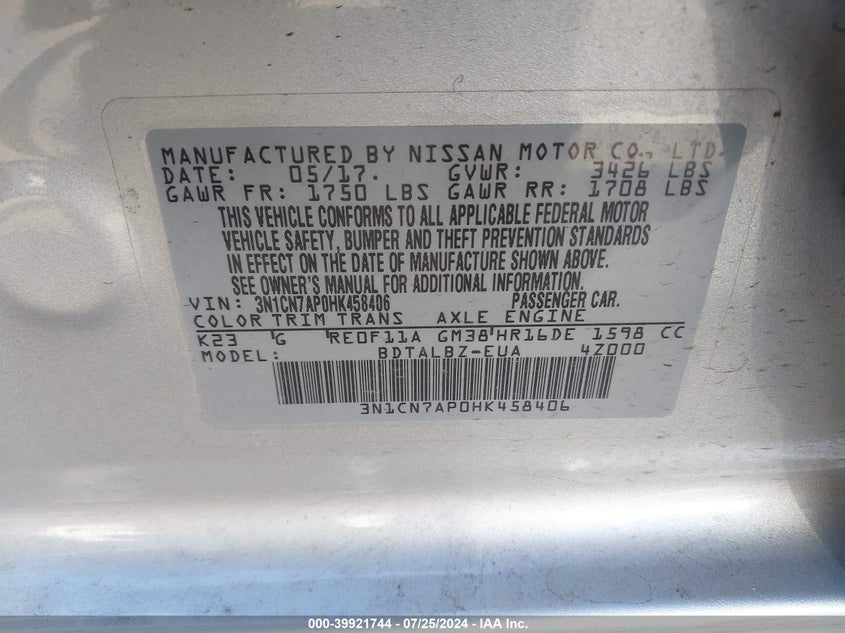 MANUFACTURED BY NISSAN MOTOR CO., LTD.
DATE: 05/17. GVWR: 3426 LBS
GAWR FR: 1750 LBS GAWR RR: 1708 LBS
THIS VEHICLE CONFORMS TO ALL APPLICABLE FEDERAL MOTOR
VEHICLE SAFETY, BUMPER AND THEFT PREVENTION STANDARDS
IN EFFECT ON THE DATE OF MANUFACTURE SHOWN ABOVE.
SEE OWNER'S MANUAL FOR ADDITIONAL INFORMATION.
VIN: 3N1CN7AP0HK458406 PASSENGER CAR.
COLOR TRIM TRANS AXLE ENGINE
K23 G RE0F11A GM38 HR16DE 1598 CC
MODEL: BDTALBZ-EUA 4Z000
3N1CN7AP0HK458406
000-39921744 - 07/25/2024 - IAA Inc.